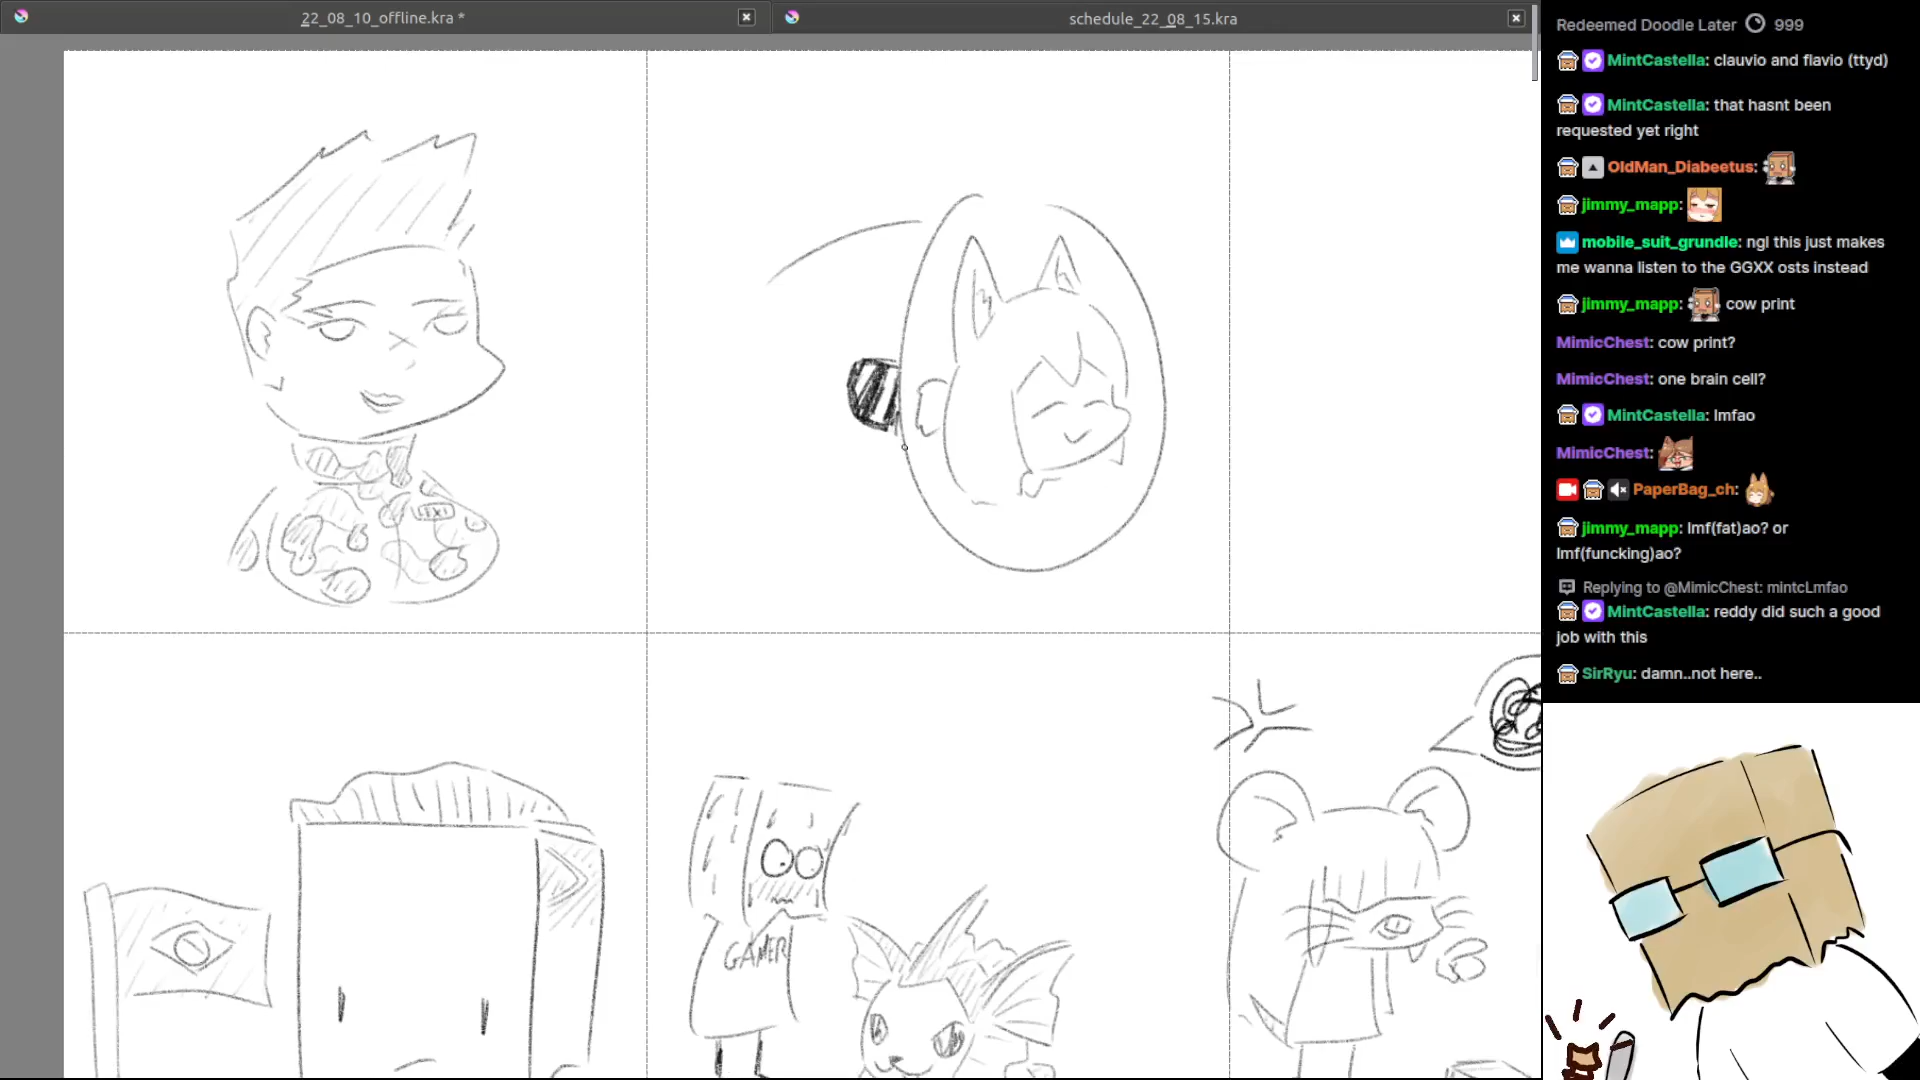 22_08_10_offline.kra *
schedule_22_08_15.kra
Redeemed Doodle Later 999
MintCastella: clauvio and flavio (ttyd)
MintCastella: that hasnt been
requested yet right
OldMan_Diabeetus:
jimmy_mapp:
mobile_suit_grundle: ngl this just makes
me wanna listen to the GGXX osts instead
jimmy_mapp: cow print
MimicChest: cow print?
MimicChest: one brain cell?
MintCastella: lmfao
MimicChest:
PaperBag_ch:
jimmy_mapp: lmf(fat)ao? or
lmf(funcking)ao?
Replying to @MimicChest: mintcLmfao
MintCastella: reddy did such a good
job with this
SirRyu: damn..not here..
GAMER